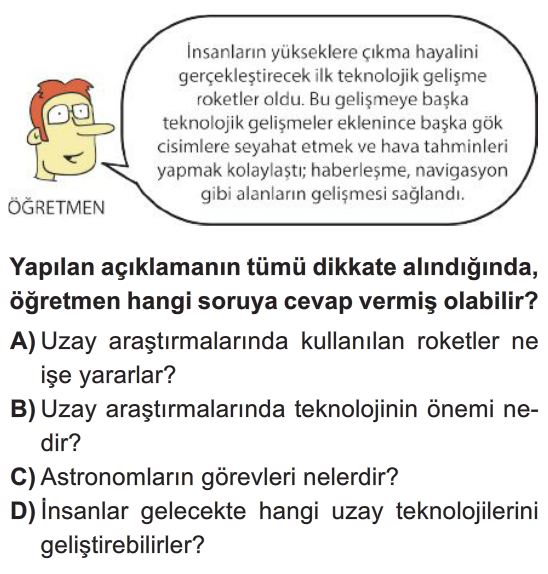 İnsanların yükseklere çıkma hayalini
gerçekleştirecek ilk teknolojik gelişme
roketler oldu. Bu gelişmeye başka
teknolojik gelişmeler eklenince başka gök
cisimlere seyahat etmek ve hava tahminleri
yapmak kolaylaştı; haberleşme, navigasyon
gibi alanların gelişmesi sağlandı.
ÖĞRETMEN
Yapılan açıklamanın tümü dikkate alındığında,
öğretmen hangi soruya cevap vermiş olabilir?
A) Uzay araştırmalarında kullanılan roketler ne
işe yararlar?
B) Uzay araştırmalarında teknolojinin önemi ne-
dir?
C) Astronomların görevleri nelerdir?
D) İnsanlar gelecekte hangi uzay teknolojilerini
geliştirebilirler?